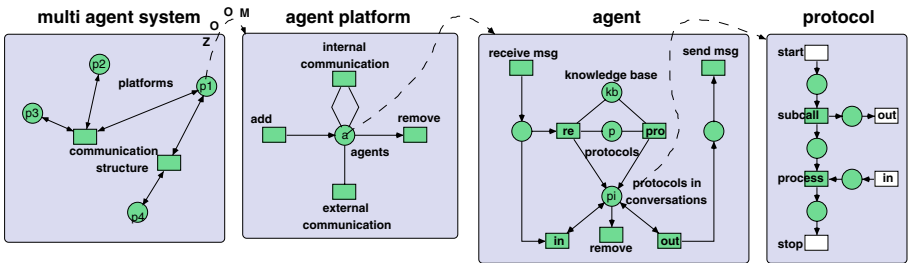 multi agent system
Z O O M
p2
platforms
p1
p3
communication
structure
p4
agent platform
internal
communication
add
a
remove
agents
external
communication
agent
receive msg
send msg
knowledge base
kb
re
p
pro
protocols
pi
protocols in
conversations
in
remove
out
protocol
start
subcall
out
process
in
stop